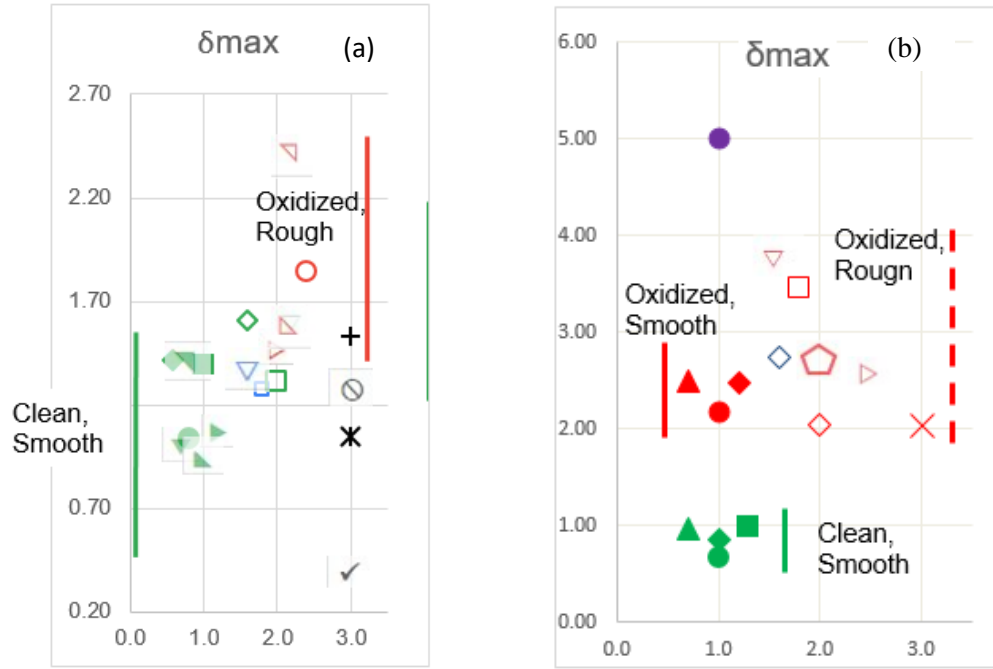 δmax (a)
2.70
2.20
1.70
0.70
0.20
0.0 1.0 2.0 3.0
Oxidized,
Rough
Clean,
Smooth
δmax (b)
6.00
5.00
4.00
3.00
2.00
1.00
0.00
0.0 1.0 2.0 3.0
Oxidized,
Rougn
Oxidized,
Smooth
Clean,
Smooth